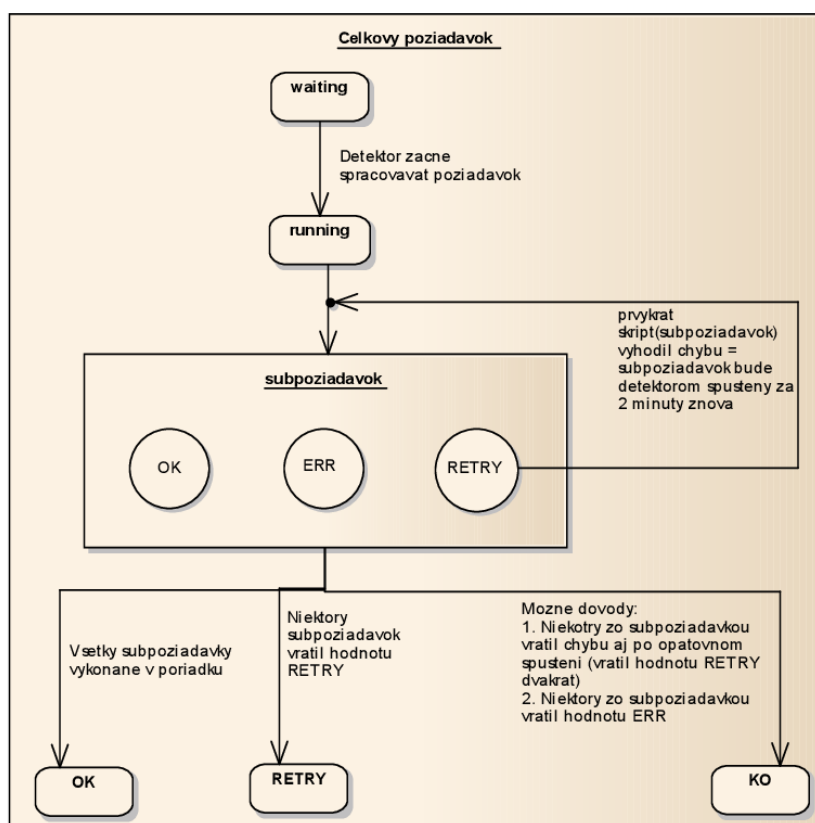 Celkovy poziadavok
waiting
Detektor zacne
spracovavat poziadavok
running
prvykrat
skript(subpoziadavok)
vyhodil chybu =
subpoziadavok bude
detektorom spusteny za
2 minuty znova
subpoziadavok
OK
ERR
RETRY
Vsetky subpoziadavky
vykonane v poriadku
Niektory
subpoziadavok
vratil hodnotu
RETRY
Mozne dovody:
1. Niekotry zo subpoziadavkou
vratil chybu aj po opatovnom
spusteni (vratil hodnotu RETRY
dvakrat)
2. Niektory zo subpoziadavkou
vratil hodnotu ERR
OK
RETRY
KO